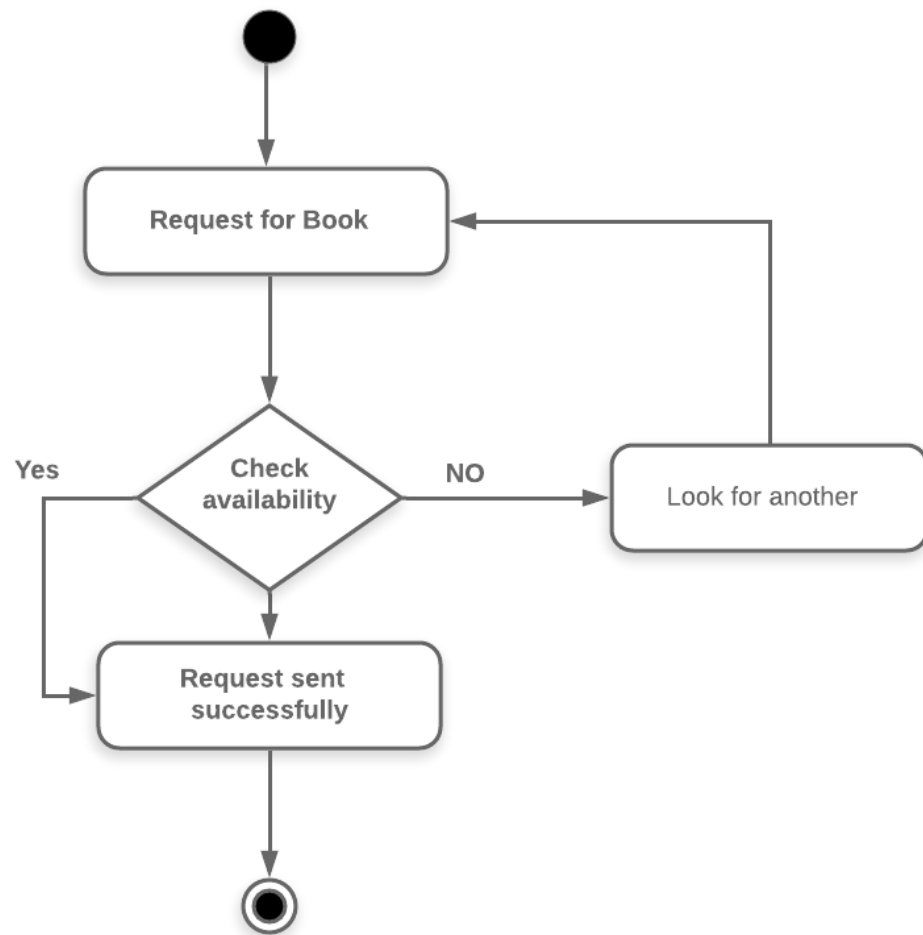 Request for Book
Yes
Check
availability
NO
Look for another
Request sent
successfully